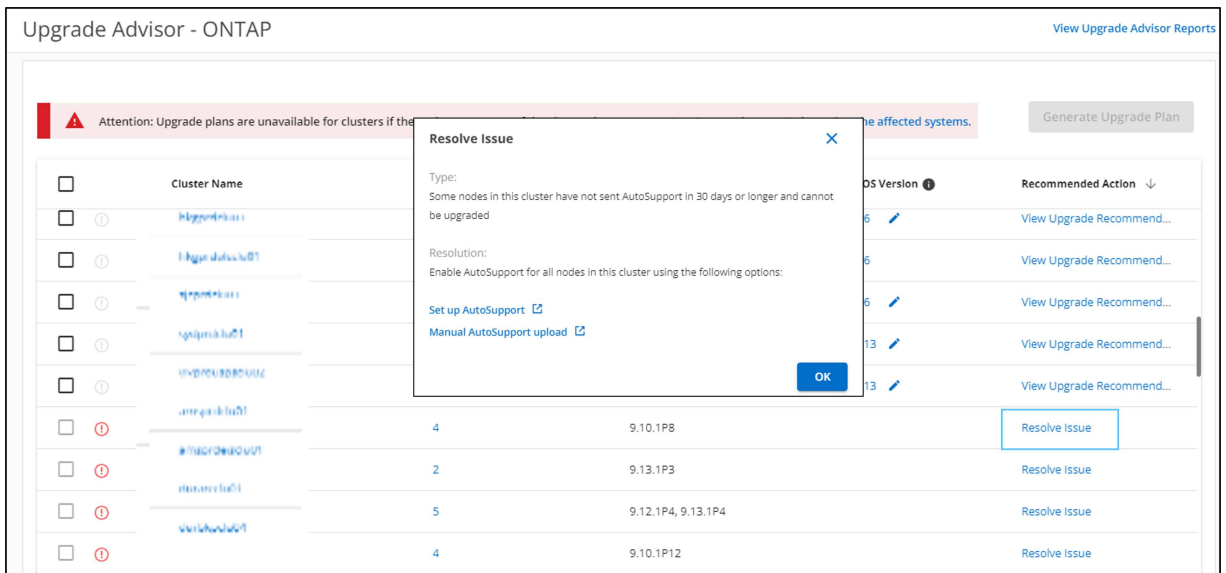 Upgrade Advisor - ONTAP
View Upgrade Advisor Reports
Attention: Upgrade plans are unavailable for clusters if the
he affected systems.
Generate Upgrade Plan
Resolve Issue
Type:
Some nodes in this cluster have not sent AutoSupport in 30 days or longer and cannot
be upgraded
Resolution:
Enable AutoSupport for all nodes in this cluster using the following options:
Set up AutoSupport
Manual AutoSupport upload
OK
Cluster Name
OS Version
Recommended Action
6 View Upgrade Recommend...
6 View Upgrade Recommend...
6 View Upgrade Recommend...
13 View Upgrade Recommend...
13 View Upgrade Recommend...
4 9.10.1P8 Resolve Issue
2 9.13.1P3 Resolve Issue
5 9.12.1P4, 9.13.1P4 Resolve Issue
4 9.10.1P12 Resolve Issue